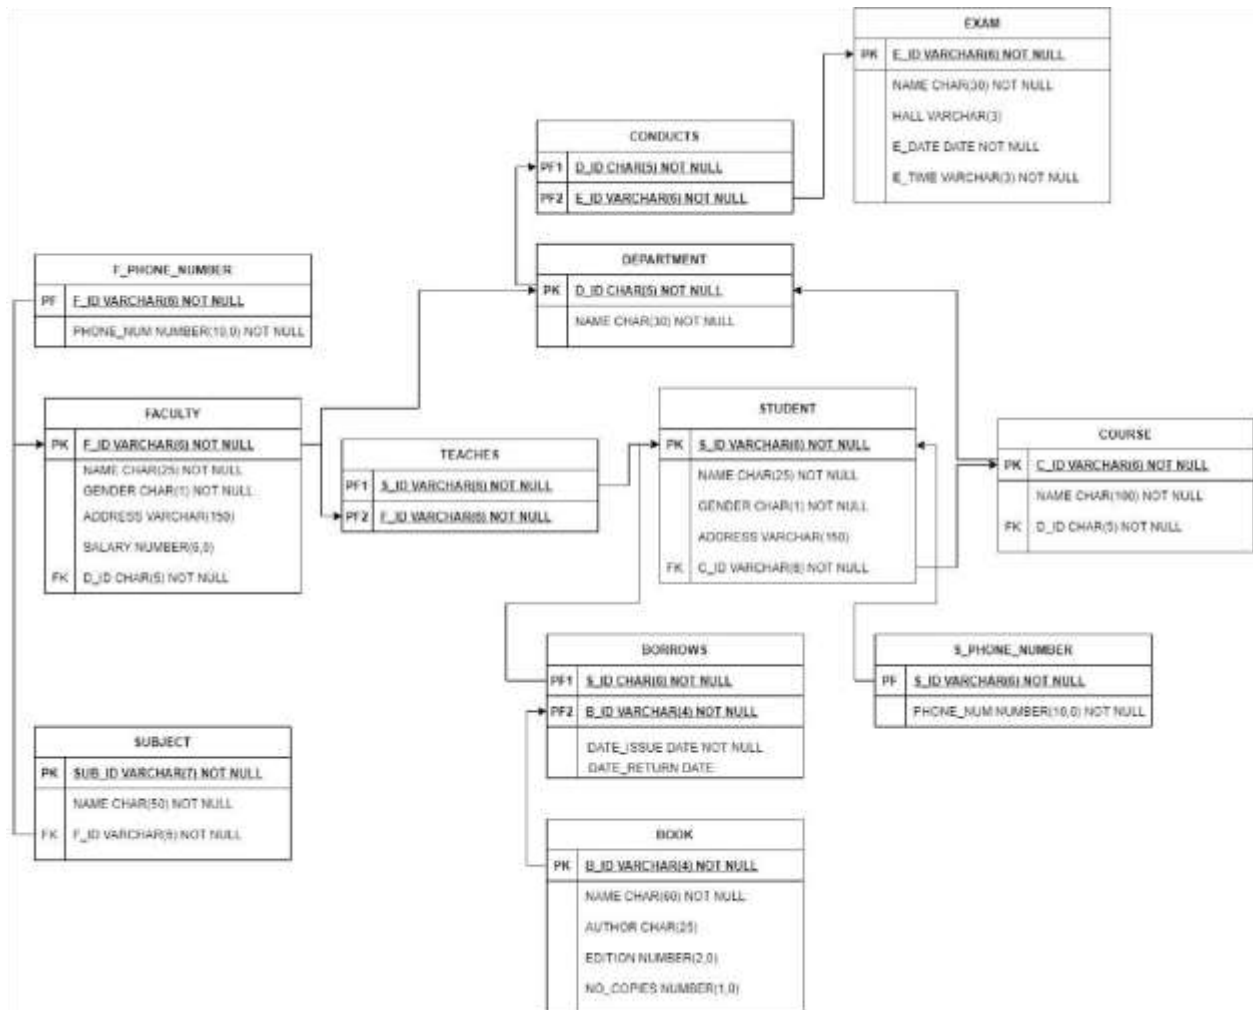 EXAM
PK E_ID VARCHAR(6) NOT NULL
NAME CHAR(30) NOT NULL
HALL VARCHAR(3)
E_DATE DATE NOT NULL
E_TIME VARCHAR(3) NOT NULL
CONDUCTS
PF1 D_ID CHAR(5) NOT NULL
PF2 E_ID VARCHAR(6) NOT NULL
F_PHONE_NUMBER
PF F_ID VARCHAR(6) NOT NULL
PHONE_NUM NUMBER(10,0) NOT NULL
DEPARTMENT
PK D_ID CHAR(5) NOT NULL
NAME CHAR(30) NOT NULL
FACULTY
PK F_ID VARCHAR(6) NOT NULL
NAME CHAR(25) NOT NULL
GENDER CHAR(1) NOT NULL
ADDRESS VARCHAR(150)
SALARY NUMBER(6,0)
FK D_ID CHAR(5) NOT NULL
TEACHES
PF1 S_ID VARCHAR(6) NOT NULL
PF2 F_ID VARCHAR(6) NOT NULL
STUDENT
PK S_ID VARCHAR(6) NOT NULL
NAME CHAR(25) NOT NULL
GENDER CHAR(1) NOT NULL
ADDRESS VARCHAR(150)
FK C_ID VARCHAR(6) NOT NULL
COURSE
PK C_ID VARCHAR(6) NOT NULL
NAME CHAR(100) NOT NULL
FK D_ID CHAR(5) NOT NULL
BORROWS
PF1 S_ID CHAR(6) NOT NULL
PF2 B_ID VARCHAR(4) NOT NULL
DATE_ISSUE DATE NOT NULL
DATE_RETURN DATE
S_PHONE_NUMBER
PF S_ID VARCHAR(6) NOT NULL
PHONE_NUM NUMBER(10,0) NOT NULL
SUBJECT
PK SUB_ID VARCHAR(7) NOT NULL
NAME CHAR(50) NOT NULL
FK F_ID VARCHAR(6) NOT NULL
BOOK
PK B_ID VARCHAR(4) NOT NULL
NAME CHAR(60) NOT NULL
AUTHOR CHAR(25)
EDITION NUMBER(2,0)
NO_COPIES NUMBER(1,0)